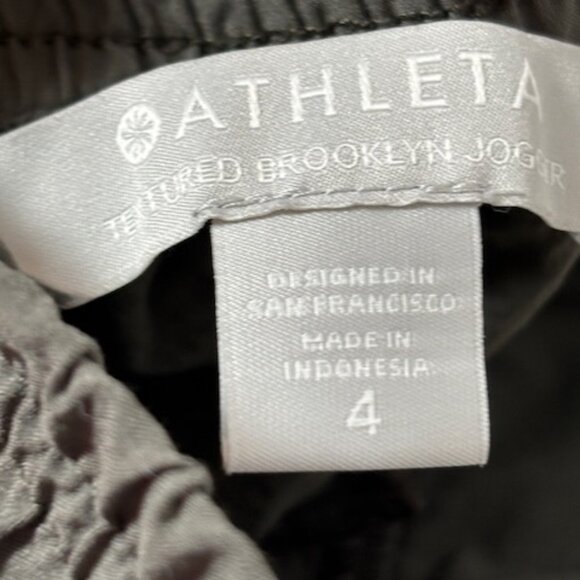 ATHLETA
TEXTURED BROOKLYN JOGGER
DESIGNED IN
SAN FRANCISCO
MADE IN
INDONESIA
4